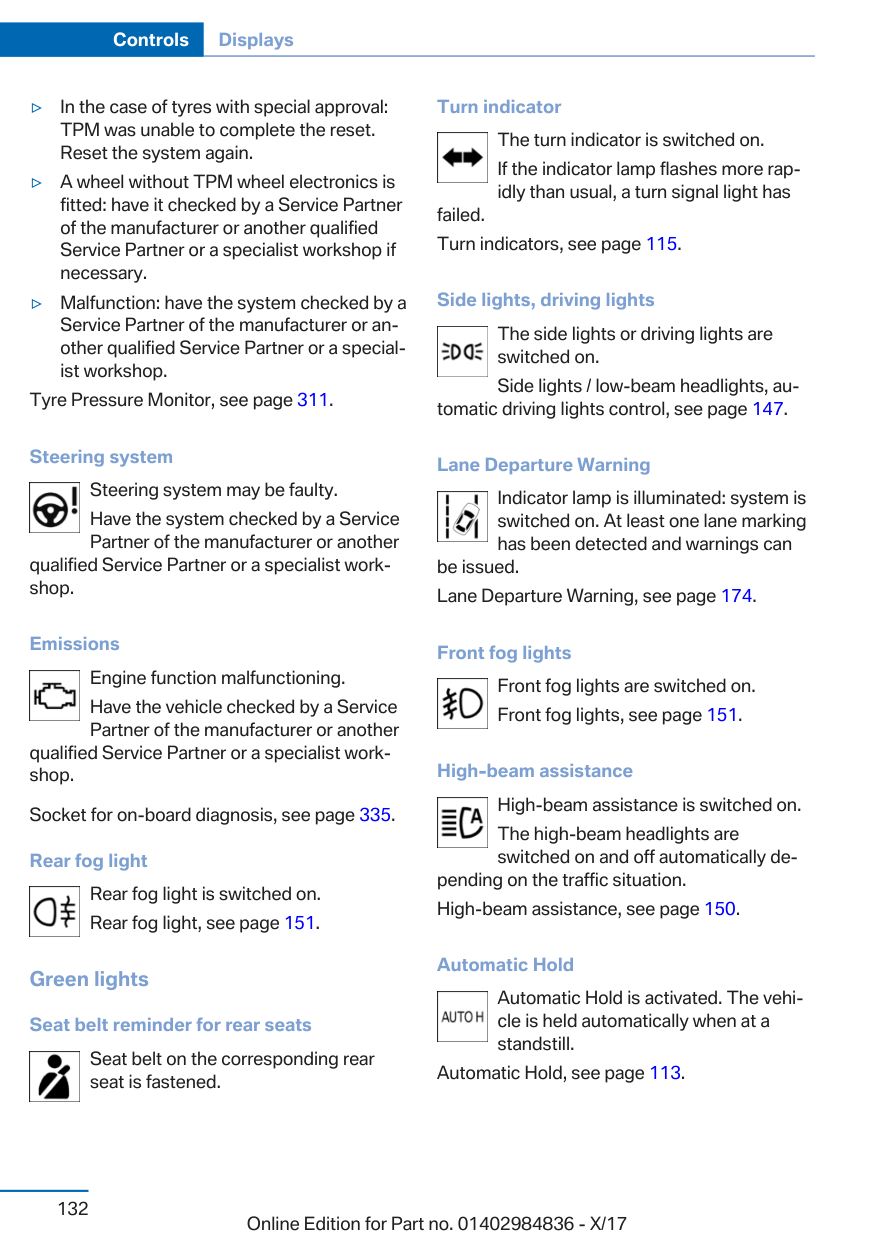 Controls Displays
▷ In the case of tyres with special approval:
TPM was unable to complete the reset.
Reset the system again.
▷ A wheel without TPM wheel electronics is
fitted: have it checked by a Service Partner
of the manufacturer or another qualified
Service Partner or a specialist workshop if
necessary.
▷ Malfunction: have the system checked by a
Service Partner of the manufacturer or an-
other qualified Service Partner or a special-
ist workshop.
Tyre Pressure Monitor, see page 311.
Steering system
Steering system may be faulty.
Have the system checked by a Service
Partner of the manufacturer or another
qualified Service Partner or a specialist work-
shop.
Emissions
Engine function malfunctioning.
Have the vehicle checked by a Service
Partner of the manufacturer or another
qualified Service Partner or a specialist work-
shop.
Socket for on-board diagnosis, see page 335.
Rear fog light
Rear fog light is switched on.
Rear fog light, see page 151.
Green lights
Seat belt reminder for rear seats
Seat belt on the corresponding rear
seat is fastened.
Turn indicator
The turn indicator is switched on.
If the indicator lamp flashes more rap-
idly than usual, a turn signal light has
failed.
Turn indicators, see page 115.
Side lights, driving lights
The side lights or driving lights are
switched on.
Side lights / low-beam headlights, au-
tomatic driving lights control, see page 147.
Lane Departure Warning
Indicator lamp is illuminated: system is
switched on. At least one lane marking
has been detected and warnings can
be issued.
Lane Departure Warning, see page 174.
Front fog lights
Front fog lights are switched on.
Front fog lights, see page 151.
High-beam assistance
A
High-beam assistance is switched on.
The high-beam headlights are
switched on and off automatically de-
pending on the traffic situation.
High-beam assistance, see page 150.
Automatic Hold
AUTO H
Automatic Hold is activated. The vehi-
cle is held automatically when at a
standstill.
Automatic Hold, see page 113.
132
Online Edition for Part no. 01402984836 - X/17